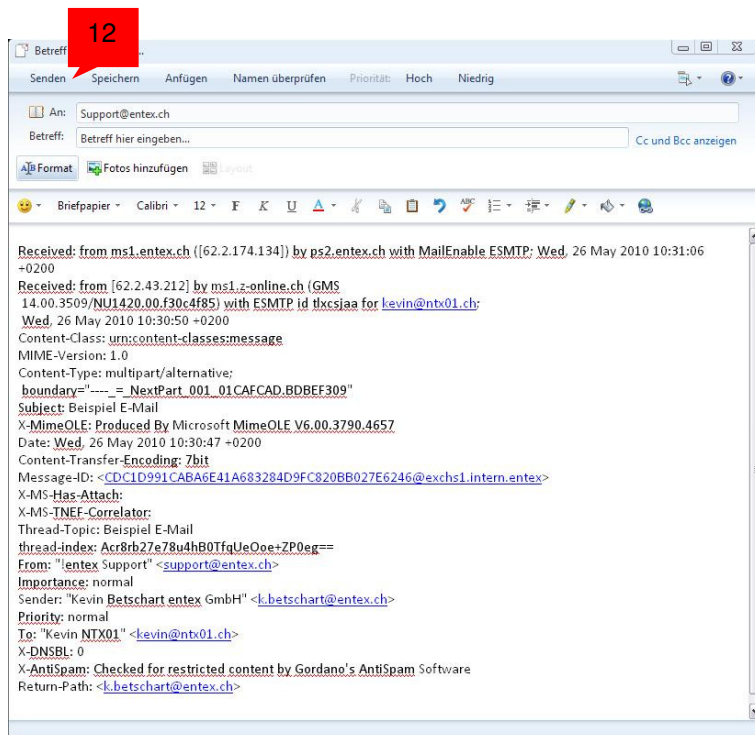 12
Betreff
Senden Speichern Anfügen Namen überprüfen Priorität: Hoch Niedrig
An: Support@entex.ch
Betreff: Betreff hier eingeben... Cc und Bcc anzeigen
Format Fotos hinzufügen Layout
Briefpapier Calibri 12 F K U A ABC
Received: from ms1.entex.ch ([62.2.174.134]) by ps2.entex.ch with MailEnable ESMTP; Wed, 26 May 2010 10:31:06
+0200
Received: from [62.2.43.212] by ms1.z-online.ch (GMS
14.00.3509/NU1420.00.f30c4f85) with ESMTP id tlxcsjaa for kevin@ntx01.ch;
Wed, 26 May 2010 10:30:50 +0200
Content-Class: urn:content-classes:message
MIME-Version: 1.0
Content-Type: multipart/alternative;
boundary="----_=_NextPart_001_01CAFCAD.BDBEF309"
Subject: Beispiel E-Mail
X-MimeOLE: Produced By Microsoft MimeOLE V6.00.3790.4657
Date: Wed, 26 May 2010 10:30:47 +0200
Content-Transfer-Encoding: 7bit
Message-ID: <CDC1D991CABA6E41A683284D9FC820BB027E6246@exchs1.intern.entex>
X-MS-Has-Attach:
X-MS-TNEF-Correlator:
Thread-Topic: Beispiel E-Mail
thread-index: Acr8rb27e78u4hB0TfqUeOoe+ZP0eg==
From: "!entex Support" <support@entex.ch>
Importance: normal
Sender: "Kevin Betschart entex GmbH" <k.betschart@entex.ch>
Priority: normal
To: "Kevin NTX01" <kevin@ntx01.ch>
X-DNSBL: 0
X-AntiSpam: Checked for restricted content by Gordano's AntiSpam Software
Return-Path: <k.betschart@entex.ch>